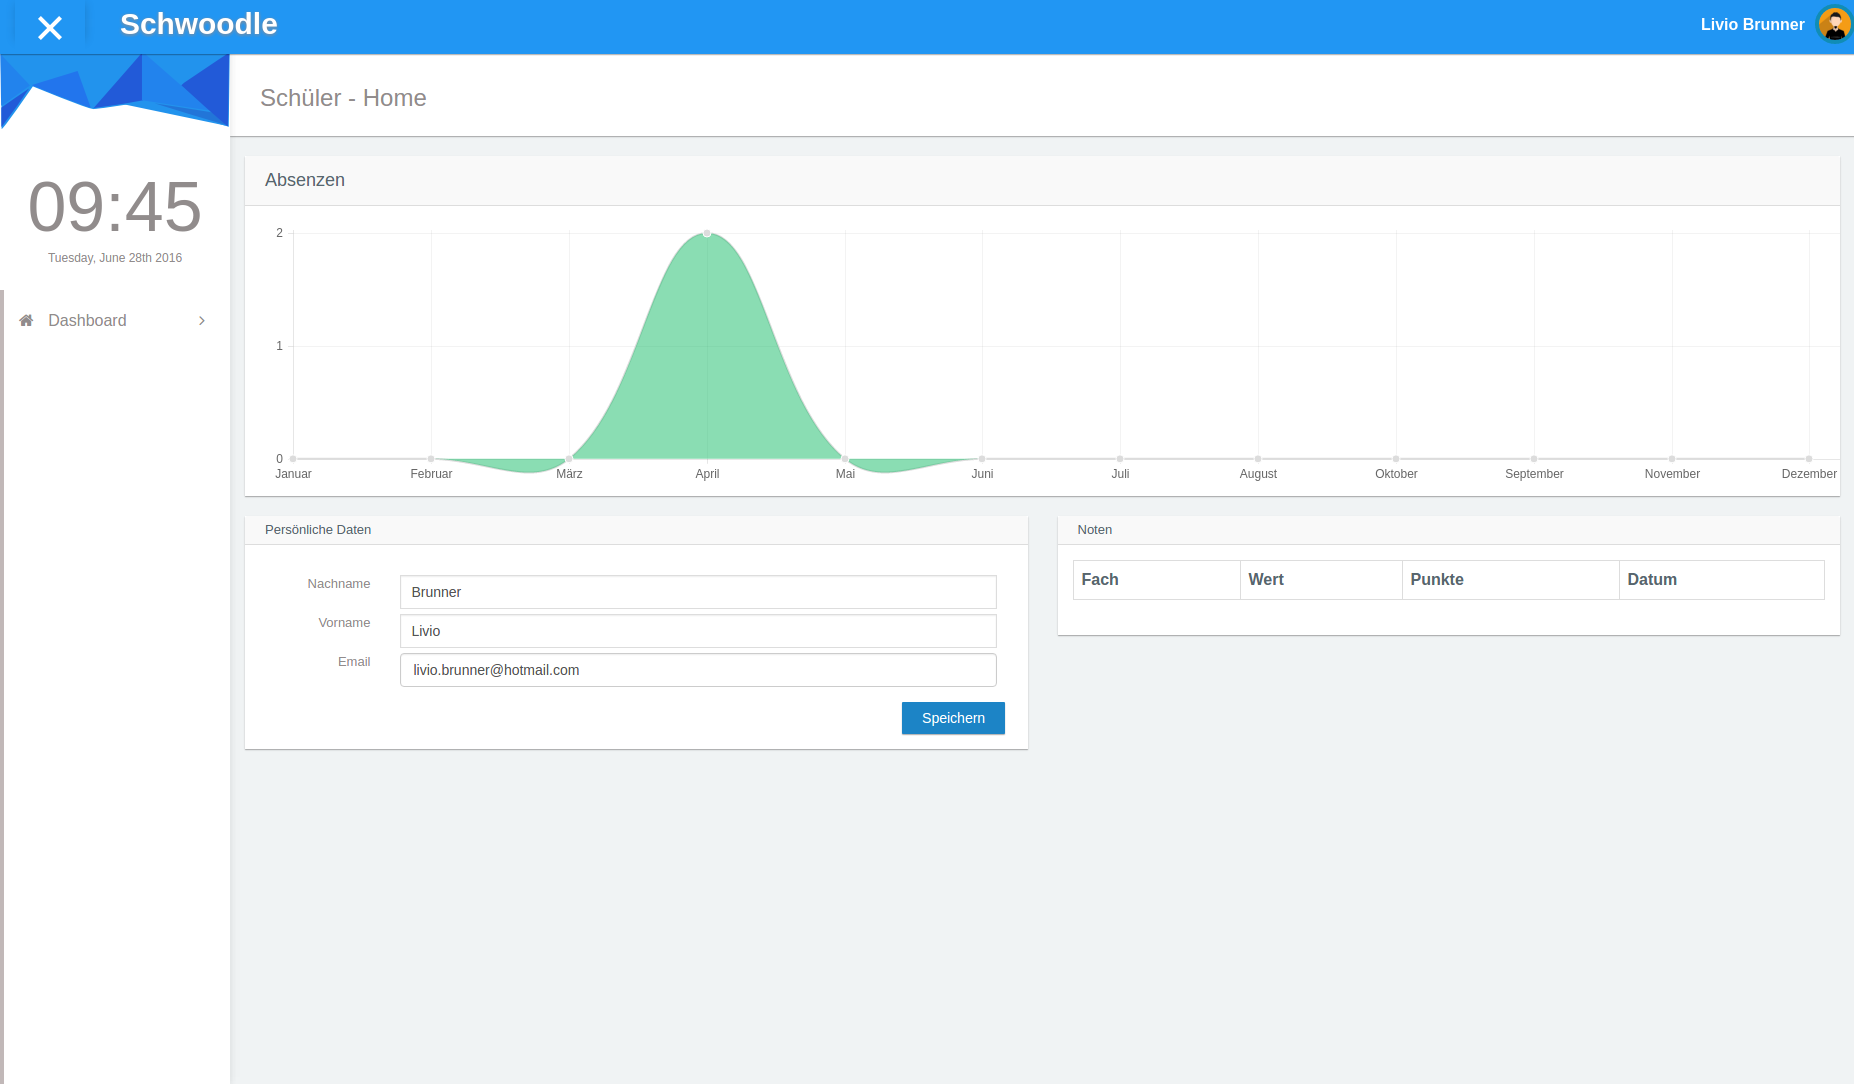 Schwoodle
Livio Brunner
Schüler - Home
09:45
Tuesday, June 28th 2016
Dashboard
Absenzen
2
1
0
Januar Februar März April Mai Juni Juli August Oktober September November Dezember
Persönliche Daten
Nachname Brunner
Vorname Livio
Email livio.brunner@hotmail.com
Speichern
Noten
Fach Wert Punkte Datum